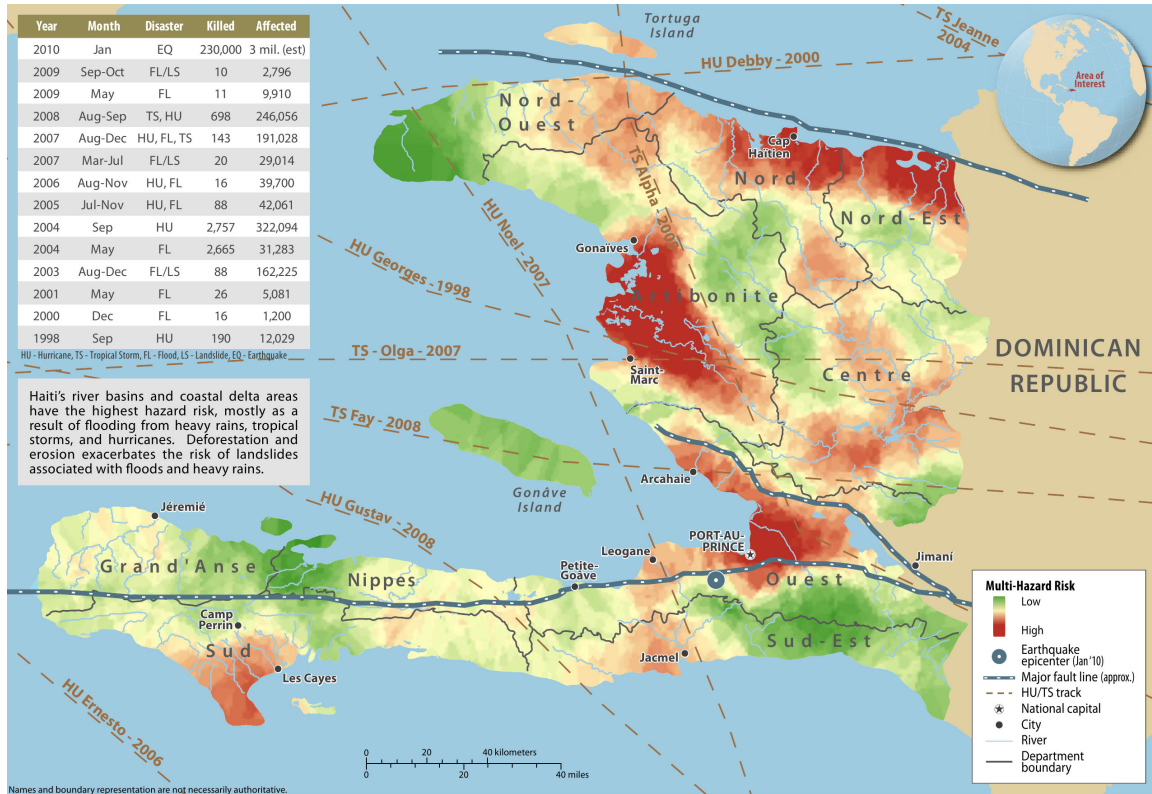 Year Month Disaster Killed Affected
2010 Jan EQ 230,000 3 mil. (est)
2009 Sep-Oct FL/LS 10 2,796
2009 May FL 11 9,910
2008 Aug-Sep TS, HU 698 246,056
2007 Aug-Dec HU, FL, TS 143 191,028
2007 Mar-Jul FL/LS 20 29,014
2006 Aug-Nov HU, FL 16 39,700
2005 Jul-Nov HU, FL 88 42,061
2004 Sep HU 2,757 322,094
2004 May FL 2,665 31,283
2003 Aug-Dec FL/LS 88 162,225
2001 May FL 26 5,081
2000 Dec FL 16 1,200
1998 Sep HU 190 12,029
HU - Hurricane, TS - Tropical Storm, FL - Flood, LS - Landslide, EQ - Earthquake
Haiti's river basins and coastal delta areas
have the highest hazard risk, mostly as a
result of flooding from heavy rains, tropical
storms, and hurricanes. Deforestation and
erosion exacerbates the risk of landslides
associated with floods and heavy rains.
Tortuga
Island
TS Jeanne
2004
HU Debby - 2000
Area of
Interest
Nord-
Ouest
Cap
Haïtien
Nord
Nord-Est
TS Alpha - 2005
HU Noel - 2007
Gonaïves
HU Georges -1998
Artibonite
TS - Olga - 2007
Saint-
Marc
Centre
DOMINICAN
REPUBLIC
TS Fay - 2008
Arcahaie
Gonâve
Island
HU Gustav - 2008
Jérémié
PORT-AU-
PRINCE
Leogane
Jimaní
Grand'Anse
Nippes
Petite-
Goâve
Ouest
Camp
Perrin
Sud
Sud-Est
Jacmel
Les Cayes
HU Ernesto - 2006
Multi-Hazard Risk
Low
High
Earthquake
epicenter (Jan '10)
Major fault line (approx.)
HU/TS track
National capital
City
River
Department
boundary
0 20 40 kilometers
0 20 40 miles
Names and boundary representation are not necessarily authoritative.